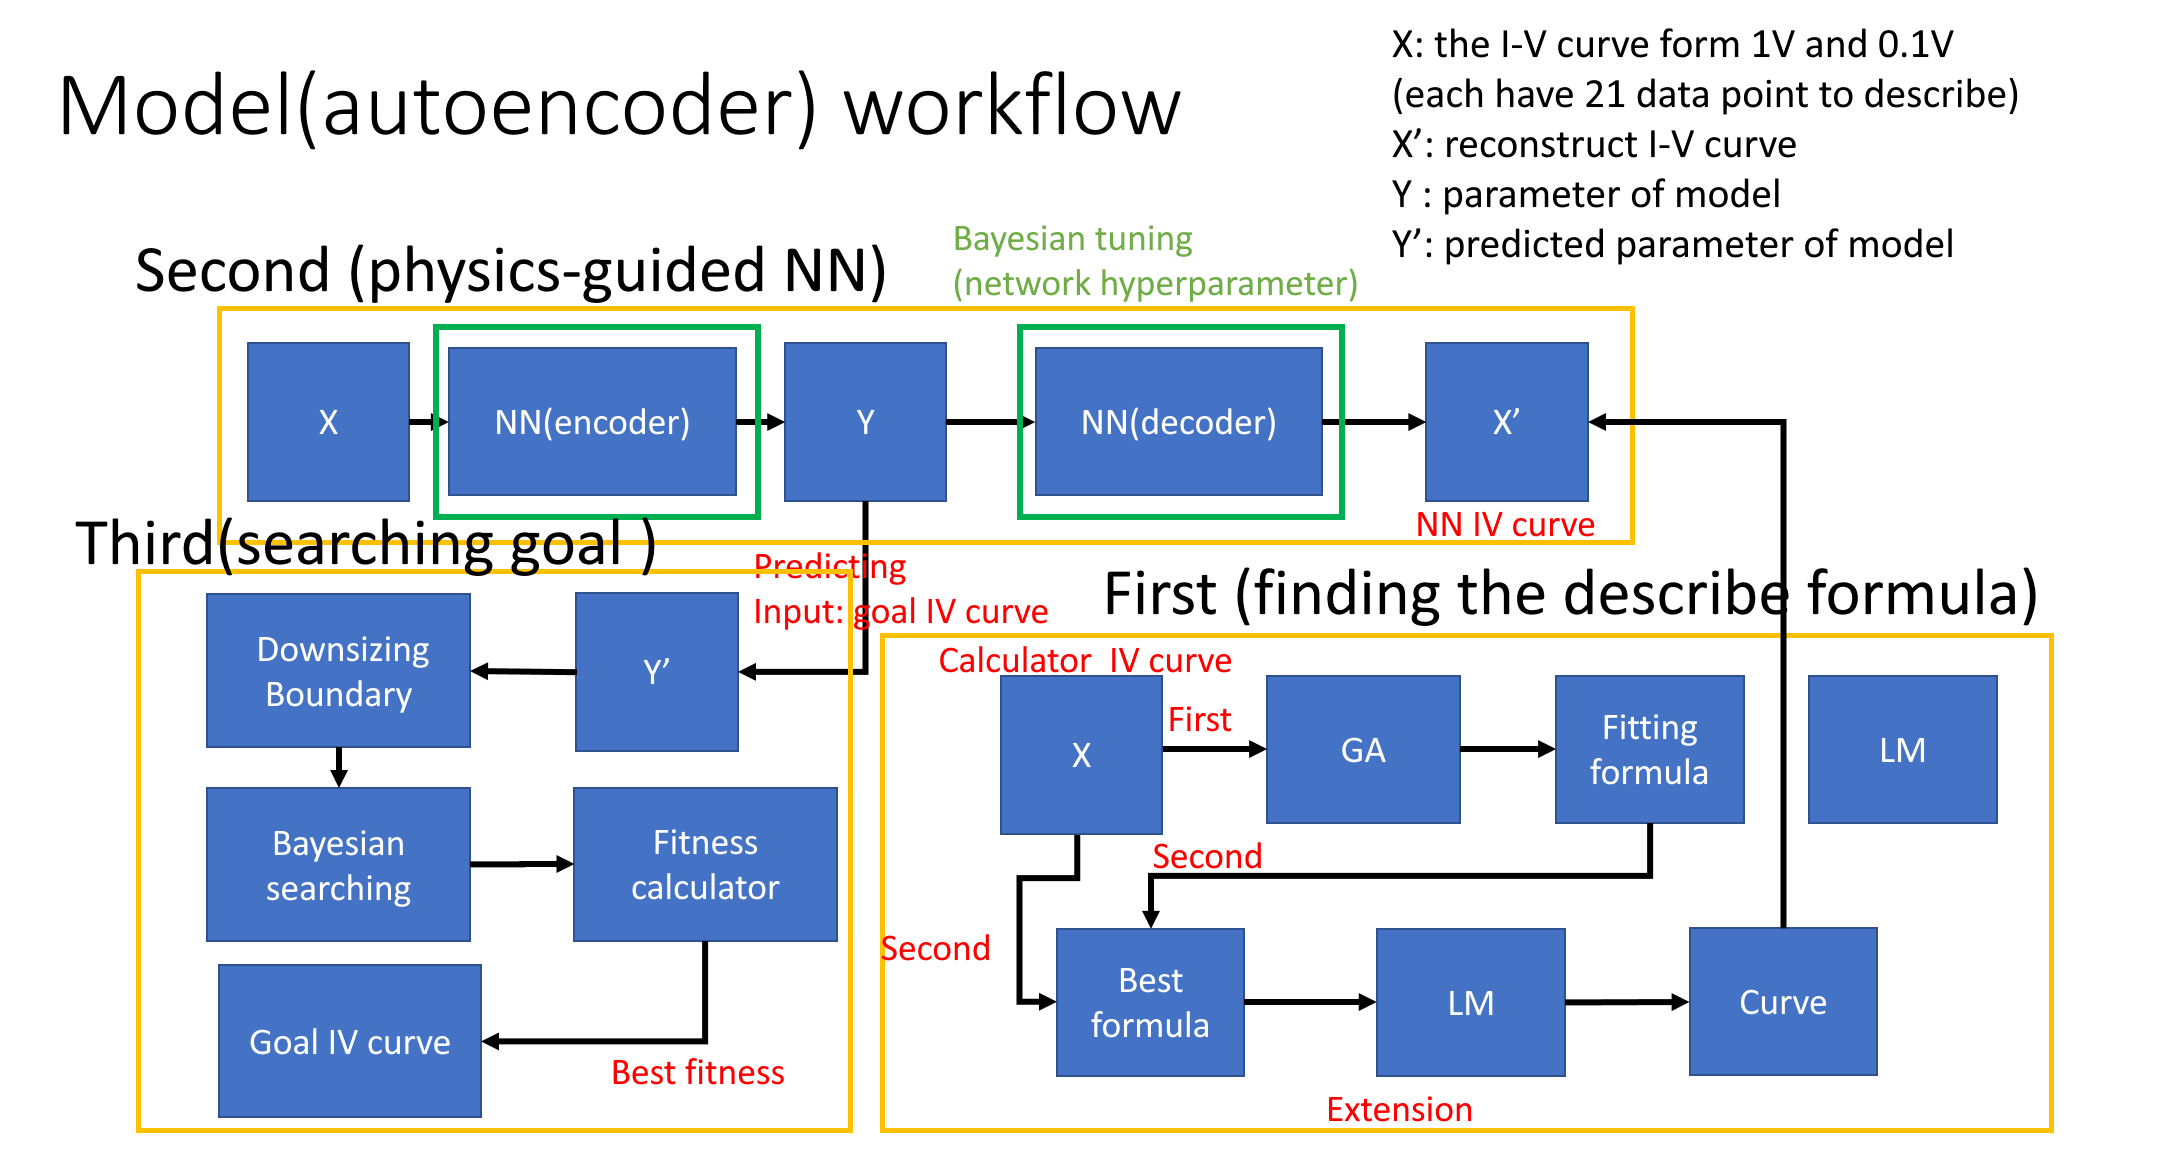 Model(autoencoder) workflow
X: the I-V curve form 1V and 0.1V
(each have 21 data point to describe)
X’: reconstruct I-V curve
Y : parameter of model
Y’: predicted parameter of model
Second (physics-guided NN)
Bayesian tuning
(network hyperparameter)
X
NN(encoder)
Y
NN(decoder)
X’
NN IV curve
Third(searching goal )
Predicting
Input: goal IV curve
Downsizing
Boundary
Y’
Bayesian
searching
Fitness
calculator
Goal IV curve
Best fitness
First (finding the describe formula)
Calculator  IV curve
X
First
GA
Fitting
formula
LM
Second
Second
Best
formula
LM
Curve
Extension